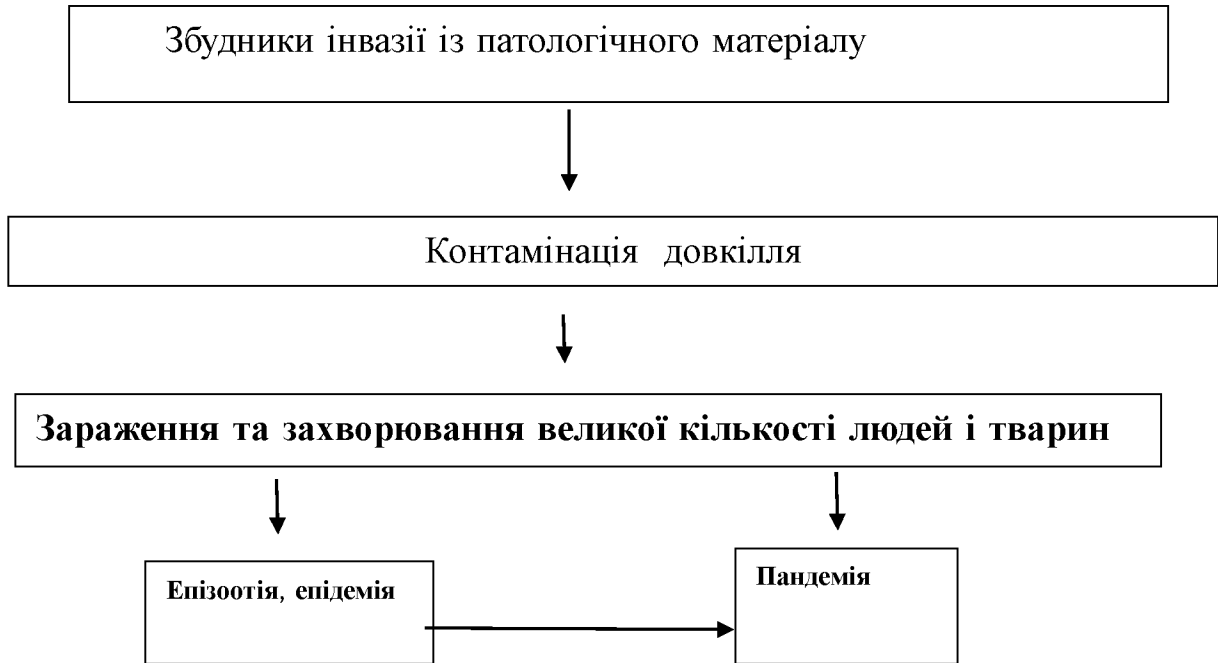 Збудники інвазії із патологічного матеріалу
Контамінація довкілля
Зараження та захворювання великої кількості людей і тварин
Епізоотія, епідемія
Пандемія